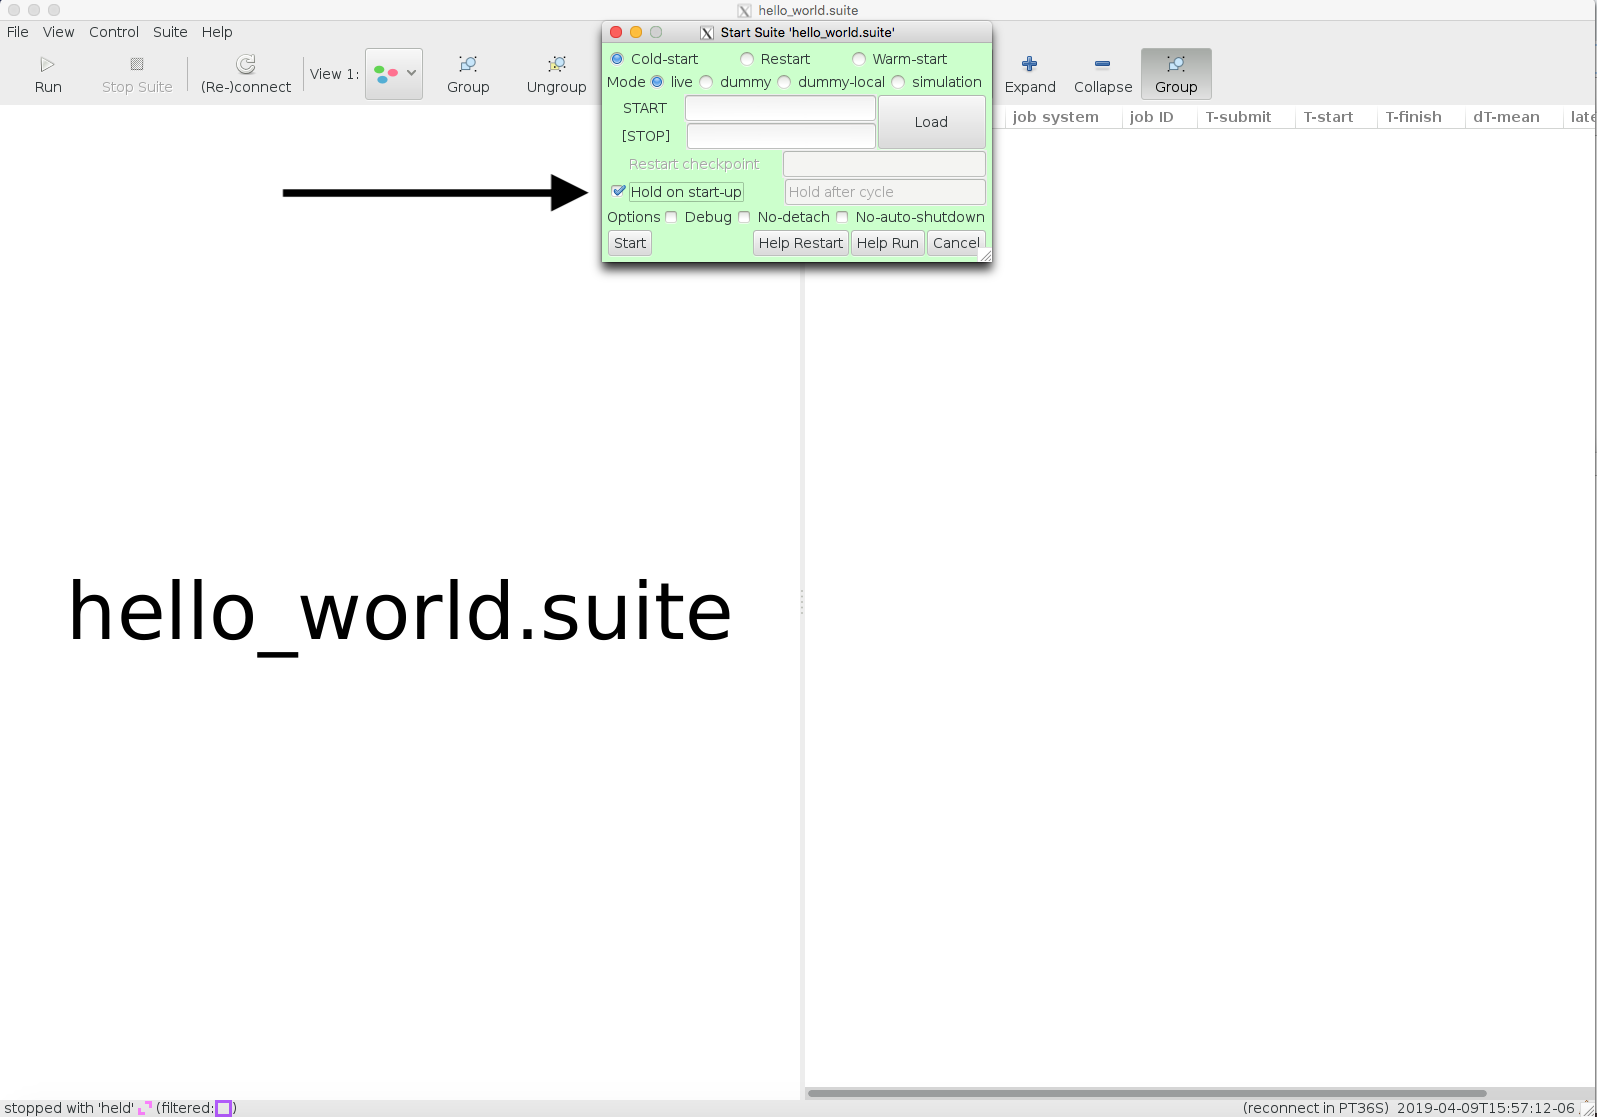 hello_world.suite
File View Control Suite Help
Run Stop Suite (Re-)connect View 1: Group Ungroup Expand Collapse Group
Start Suite 'hello_world.suite'
Cold-start Restart Warm-start
Mode live dummy dummy-local simulation
START
Load
[STOP]
Restart checkpoint
Hold on start-up Hold after cycle
Options Debug No-detach No-auto-shutdown
Start Help Restart Help Run Cancel
job system job ID T-submit T-start T-finish dT-mean late
hello_world.suite
stopped with 'held' (filtered: ) (reconnect in PT36S) 2019-04-09T15:57:12-06